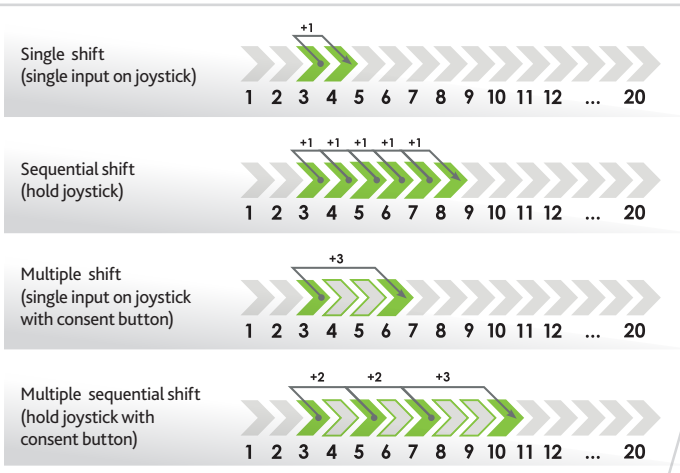 +1
Single shift
(single input on joystick)
1 2 3 4 5 6 7 8 9 10 11 12 ... 20
+1 +1 +1 +1 +1
Sequential shift
(hold joystick)
1 2 3 4 5 6 7 8 9 10 11 12 ... 20
+3
Multiple shift
(single input on joystick
with consent button)
1 2 3 4 5 6 7 8 9 10 11 12 ... 20
+2 +2 +3
Multiple sequential shift
(hold joystick with
consent button)
1 2 3 4 5 6 7 8 9 10 11 12 ... 20